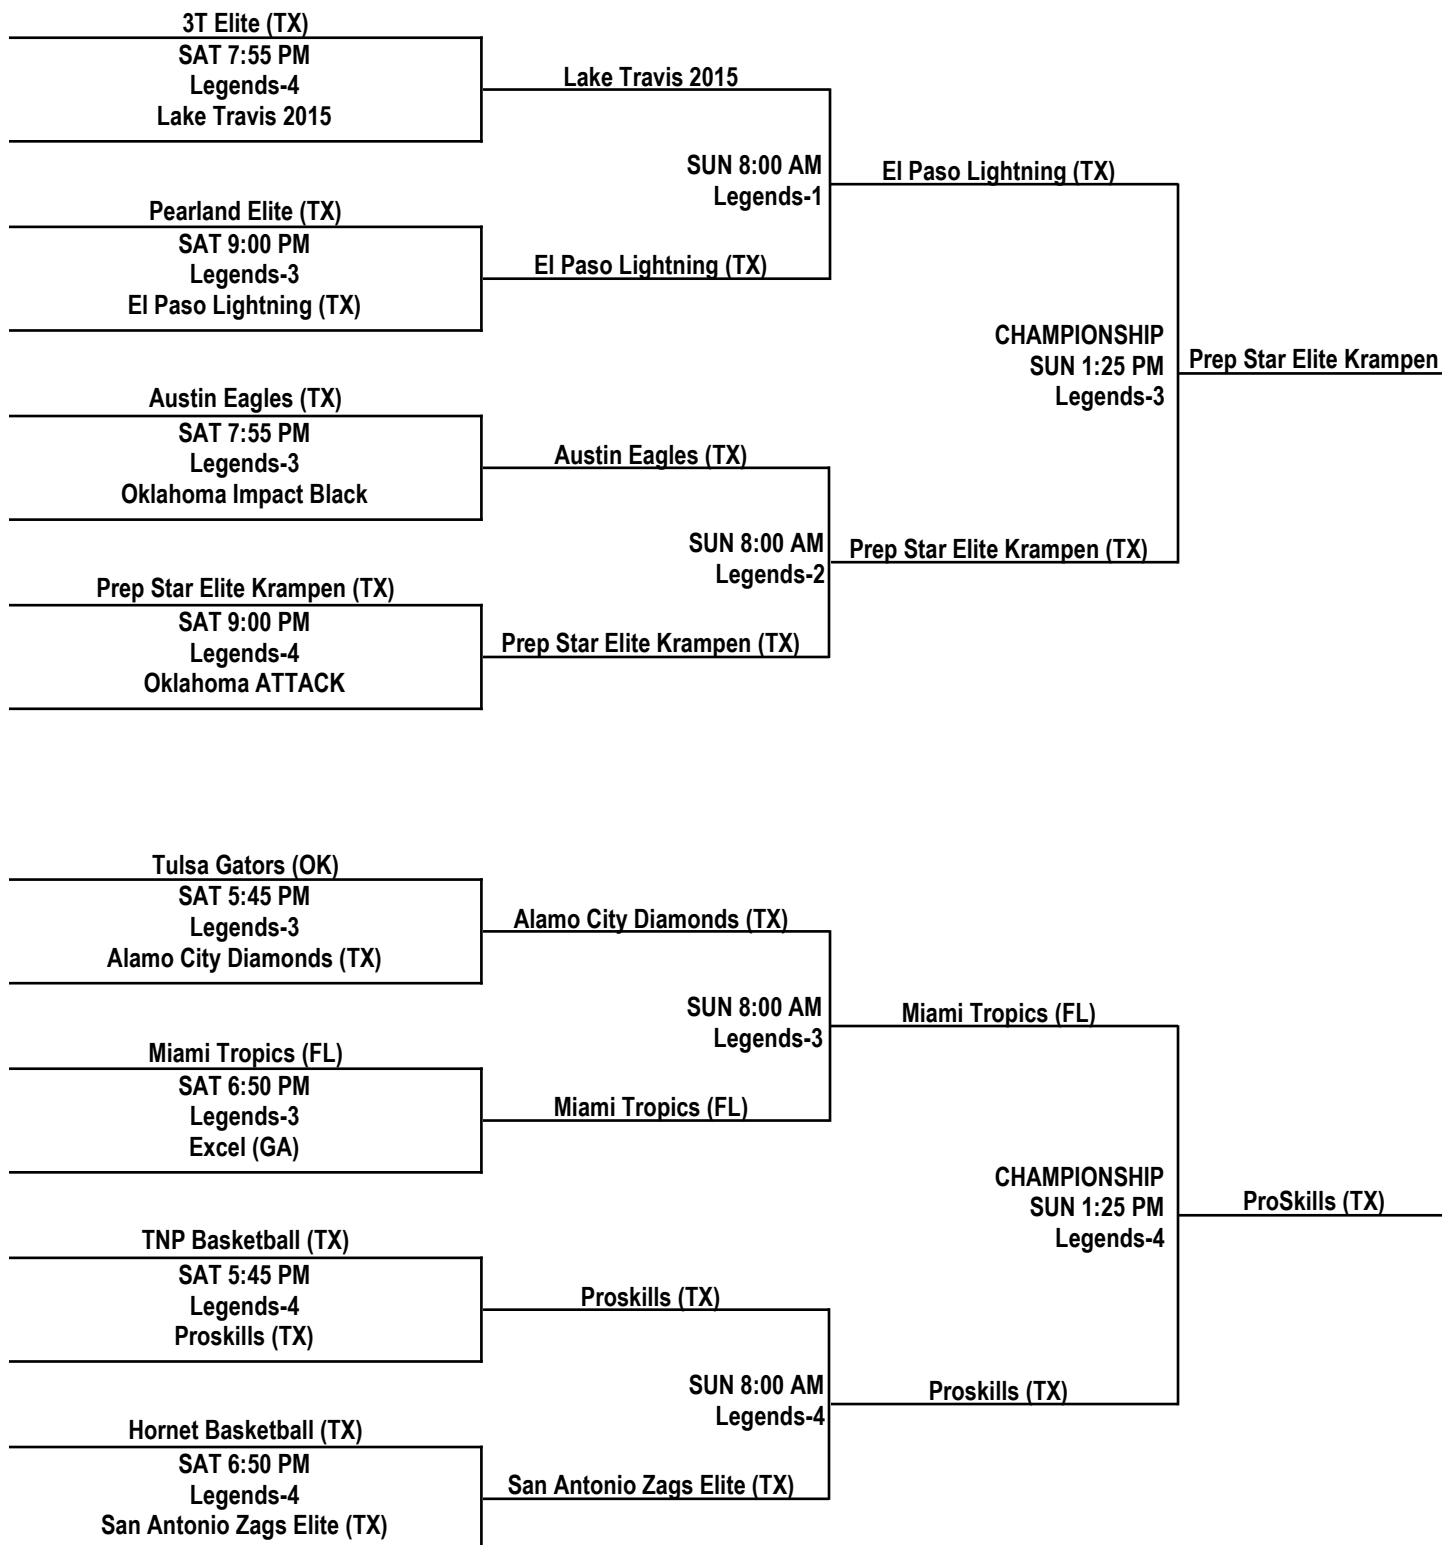 3T Elite (TX)
SAT 7:55 PM
Legends-4
Lake Travis 2015
Lake Travis 2015
SUN 8:00 AM
Legends-1
El Paso Lightning (TX)
Pearland Elite (TX)
SAT 9:00 PM
Legends-3
El Paso Lightning (TX)
El Paso Lightning (TX)
CHAMPIONSHIP
SUN 1:25 PM
Legends-3
Prep Star Elite Krampen
Austin Eagles (TX)
SAT 7:55 PM
Legends-3
Oklahoma Impact Black
Austin Eagles (TX)
SUN 8:00 AM
Legends-2
Prep Star Elite Krampen (TX)
Prep Star Elite Krampen (TX)
SAT 9:00 PM
Legends-4
Oklahoma ATTACK
Prep Star Elite Krampen (TX)
Tulsa Gators (OK)
SAT 5:45 PM
Legends-3
Alamo City Diamonds (TX)
Alamo City Diamonds (TX)
SUN 8:00 AM
Legends-3
Miami Tropics (FL)
Miami Tropics (FL)
SAT 6:50 PM
Legends-3
Excel (GA)
Miami Tropics (FL)
CHAMPIONSHIP
SUN 1:25 PM
Legends-4
ProSkills (TX)
TNP Basketball (TX)
SAT 5:45 PM
Legends-4
Proskills (TX)
Proskills (TX)
SUN 8:00 AM
Legends-4
Proskills (TX)
Hornet Basketball (TX)
SAT 6:50 PM
Legends-4
San Antonio Zags Elite (TX)
San Antonio Zags Elite (TX)